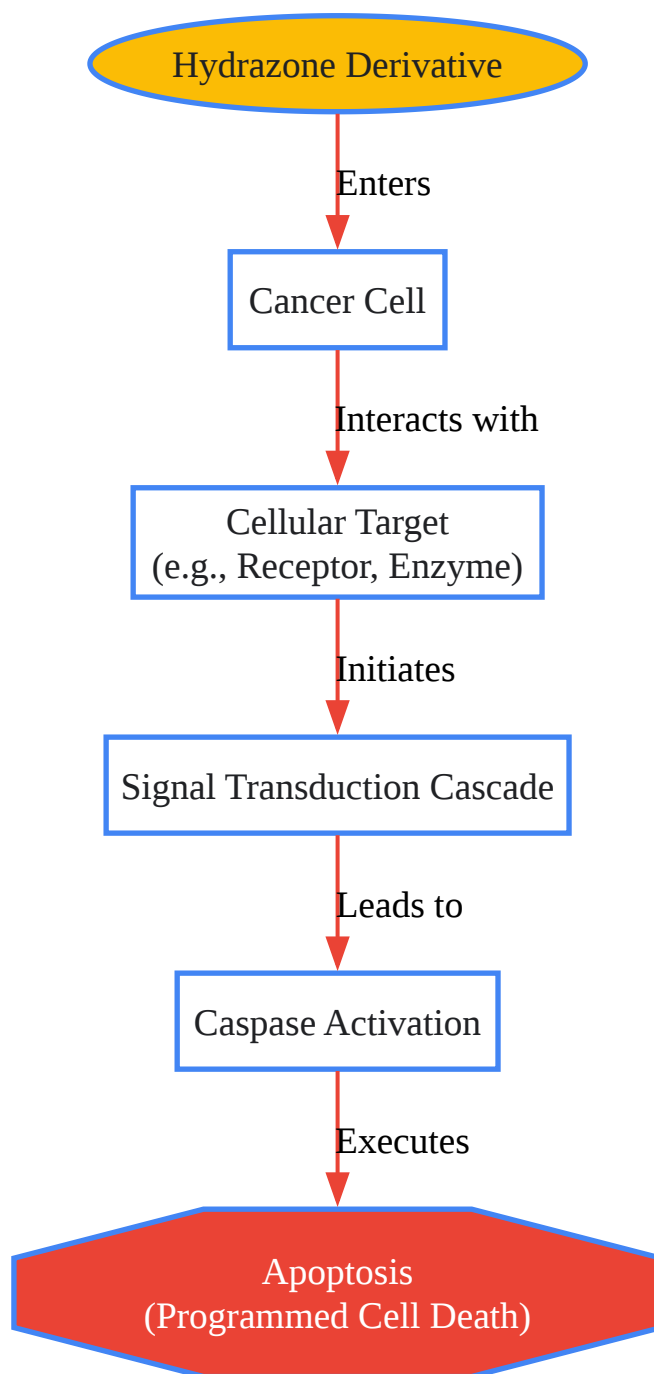 Hydrazone Derivative
Enters
Cancer Cell
Interacts with
Cellular Target
(e.g., Receptor, Enzyme)
Initiates
Signal Transduction Cascade
Leads to
Caspase Activation
Executes
Apoptosis
(Programmed Cell Death)